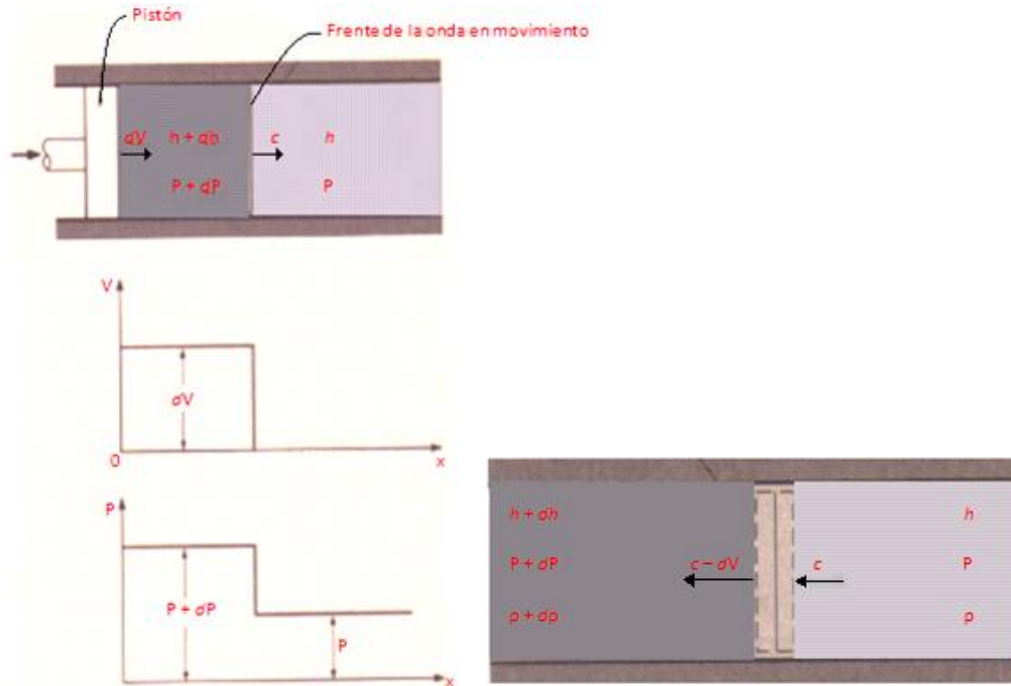 Pistón
Frente de la onda en movimiento
dV h + dh c h
P + dP P
V
dV
0 x
P
P + dP P
x
h + dh h
P + dP c – dV c P
ρ + dρ ρ